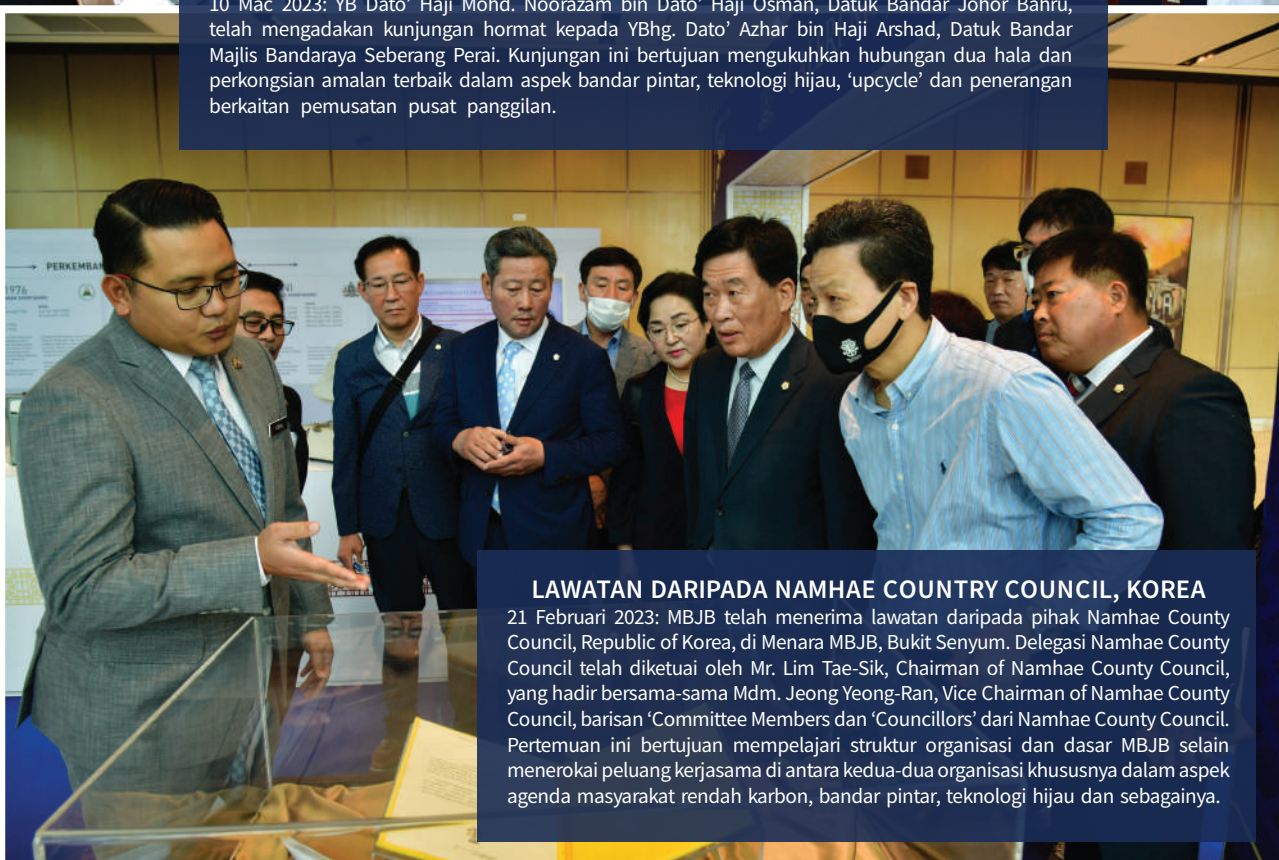 10 Mac 2023: YB Dato’ Haji Mohd. Noorazam bin Dato’ Haji Osman, Datuk Bandar Johor Bahru,
telah mengadakan kunjungan hormat kepada YBhg. Dato’ Azhar bin Haji Arshad, Datuk Bandar
Majlis Bandaraya Seberang Perai. Kunjungan ini bertujuan mengukuhkan hubungan dua hala dan
perkongsian amalan terbaik dalam aspek bandar pintar, teknologi hijau, ‘upcycle’ dan penerangan
berkaitan pemusatan pusat panggilan.
PERKEMBAN
1976
LAWATAN DARIPADA NAMHAE COUNTRY COUNCIL, KOREA
21 Februari 2023: MBJB telah menerima lawatan daripada pihak Namhae County
Council, Republic of Korea, di Menara MBJB, Bukit Senyum. Delegasi Namhae County
Council telah diketuai oleh Mr. Lim Tae-Sik, Chairman of Namhae County Council,
yang hadir bersama-sama Mdm. Jeong Yeong-Ran, Vice Chairman of Namhae County
Council, barisan ‘Committee Members dan ‘Councillors’ dari Namhae County Council.
Pertemuan ini bertujuan mempelajari struktur organisasi dan dasar MBJB selain
menerokai peluang kerjasama di antara kedua-dua organisasi khususnya dalam aspek
agenda masyarakat rendah karbon, bandar pintar, teknologi hijau dan sebagainya.